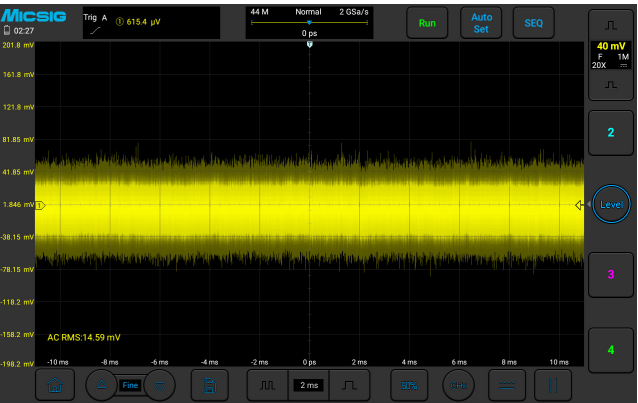 Micsig
02:27
Trig A
① 615.4 µV
44 M Normal 2 GSa/s
0 ps
Run
Auto
Set
SEQ
T
40 mV
F 1M
20X
201.8 mV
161.8 mV
121.8 mV
81.85 mV
41.85 mV
1.846 mV
-38.15 mV
-78.15 mV
-118.2 mV
-158.2 mV
-198.2 mV
1
2
Level
3
4
AC RMS:14.59 mV
-10 ms -8 ms -6 ms -4 ms -2 ms 0 ps 2 ms 4 ms 6 ms 8 ms 10 ms
Fine
2 ms
50%